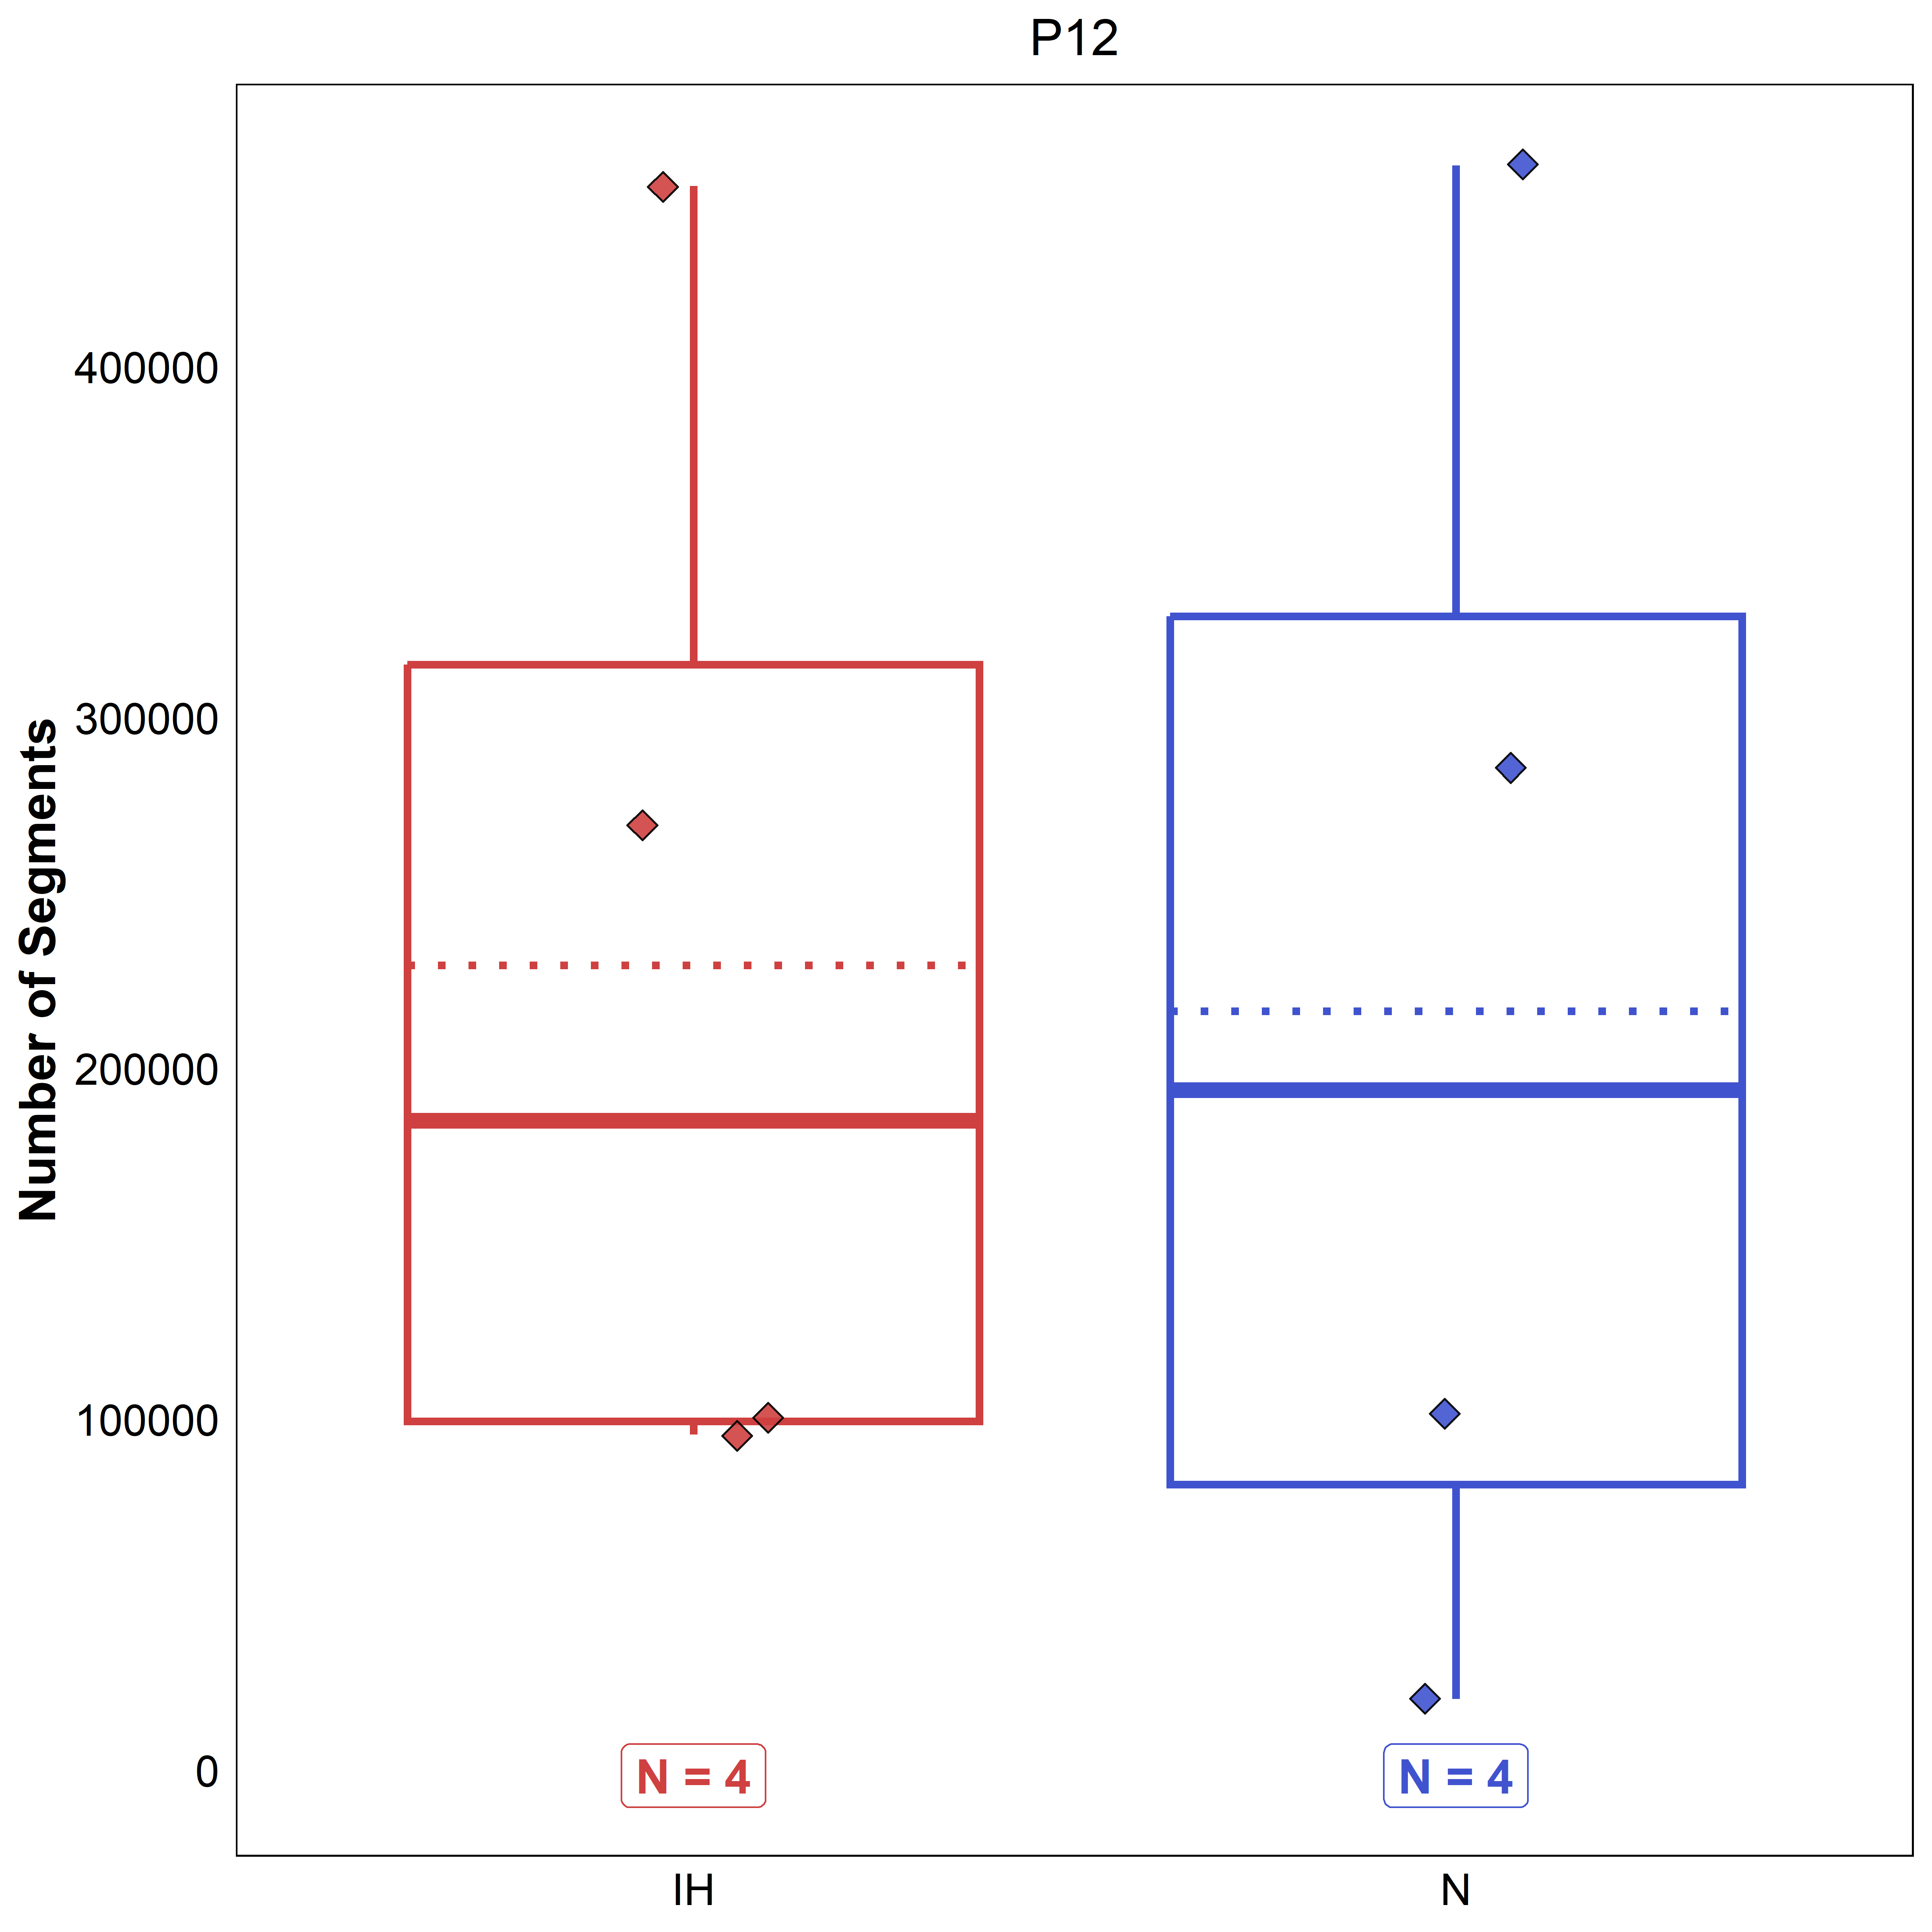 P12
Number of Segments
400000
300000
200000
100000
0
N = 4
N = 4
IH
N